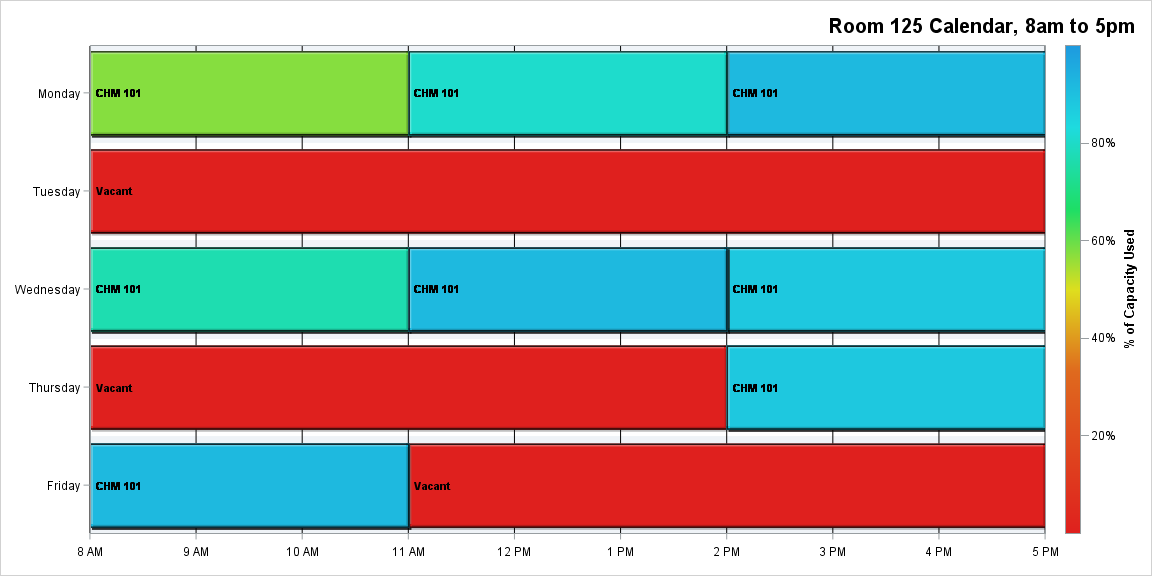 Room 125 Calendar, 8am to 5pm
Monday
CHM 101
CHM 101
CHM 101
Tuesday
Vacant
Wednesday
CHM 101
CHM 101
CHM 101
Thursday
Vacant
CHM 101
Friday
CHM 101
Vacant
8 AM
9 AM
10 AM
11 AM
12 PM
1 PM
2 PM
3 PM
4 PM
5 PM
80%
60%
40%
20%
% of Capacity Used